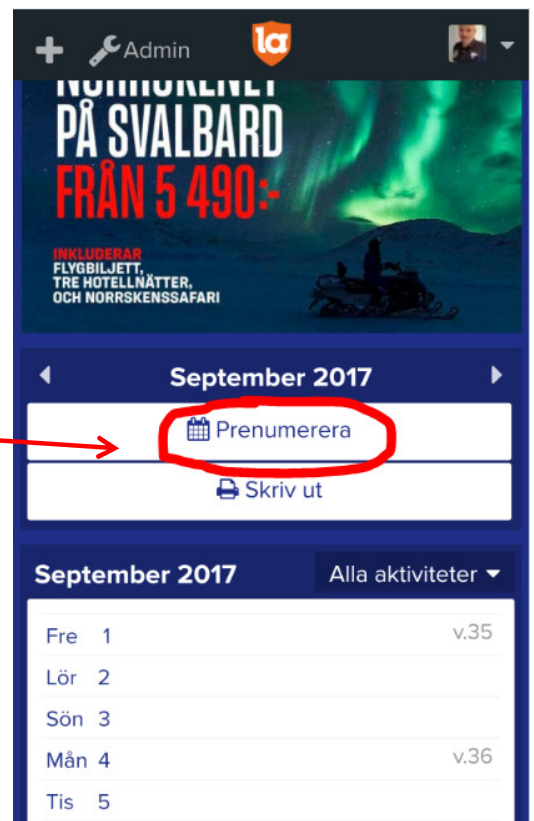 Admin
la
NORRSKENET
PÅ SVALBARD
FRÅN 5 490:-
INKLUDERAR
FLYGBILJETT,
TRE HOTELLNÄTTER,
OCH NORRSKENSSAFARI
September 2017
Prenumerera
Skriv ut
September 2017 Alla aktiviteter
Fre 1 v.35
Lör 2
Sön 3
Mån 4 v.36
Tis 5